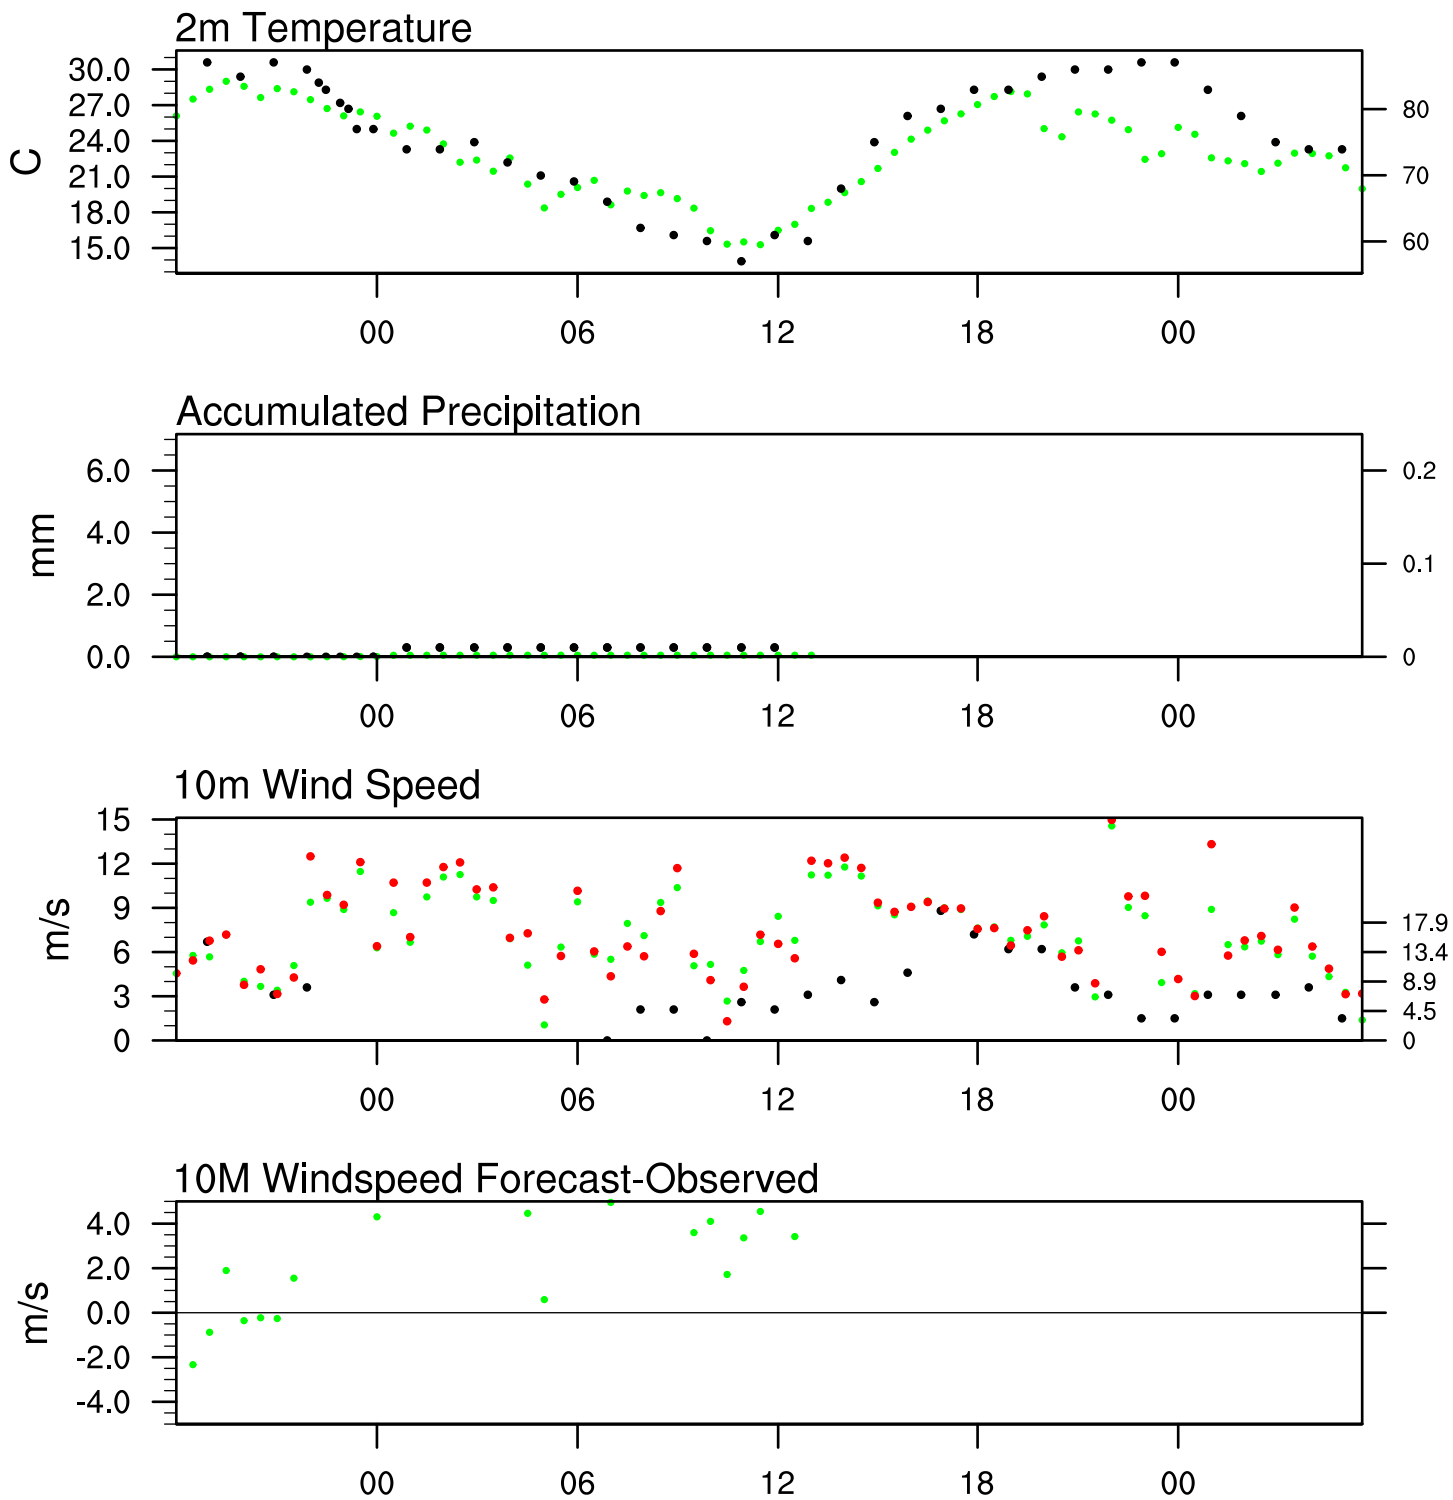 2m Temperature
30.0
27.0
24.0
21.0
18.0
15.0
C
80
70
60
00 06 12 18 00
Accumulated Precipitation
6.0
4.0
2.0
0.0
mm
0.2
0.1
0
00 06 12 18 00
10m Wind Speed
15
12
9
6
3
0
m/s
17.9
13.4
8.9
4.5
0
00 06 12 18 00
10M Windspeed Forecast-Observed
4.0
2.0
0.0
-2.0
-4.0
m/s
00 06 12 18 00